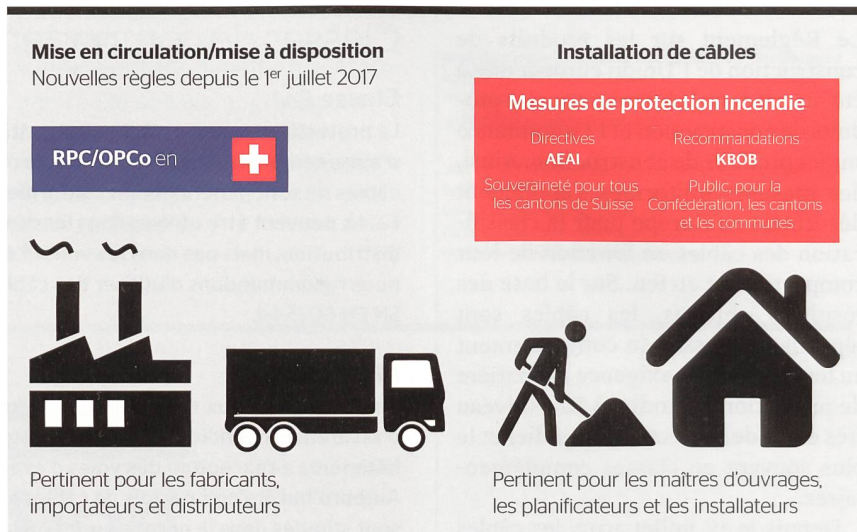 Mise en circulation/mise à disposition
Nouvelles règles depuis le 1er juillet 2017
RPC/OPCo en
Pertinent pour les fabricants,
importateurs et distributeurs
Installation de câbles
Mesures de protection incendie
Directives
AEAI
Souveraineté pour tous
les cantons de Suisse
Recommandations
KBOB
Public, pour la
Confédération, les cantons
et les communes
Pertinent pour les maîtres d'ouvrages,
les planificateurs et les installateurs